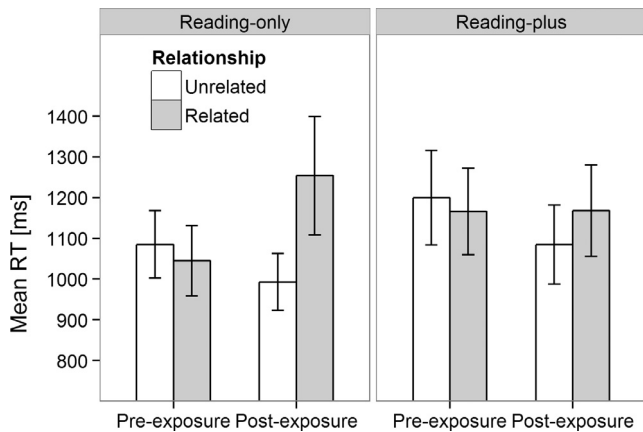 Reading-only
Reading-plus
Relationship
Unrelated
Related
Mean RT [ms]
1400
1300
1200
1100
1000
900
800
Pre-exposure Post-exposure
Pre-exposure Post-exposure